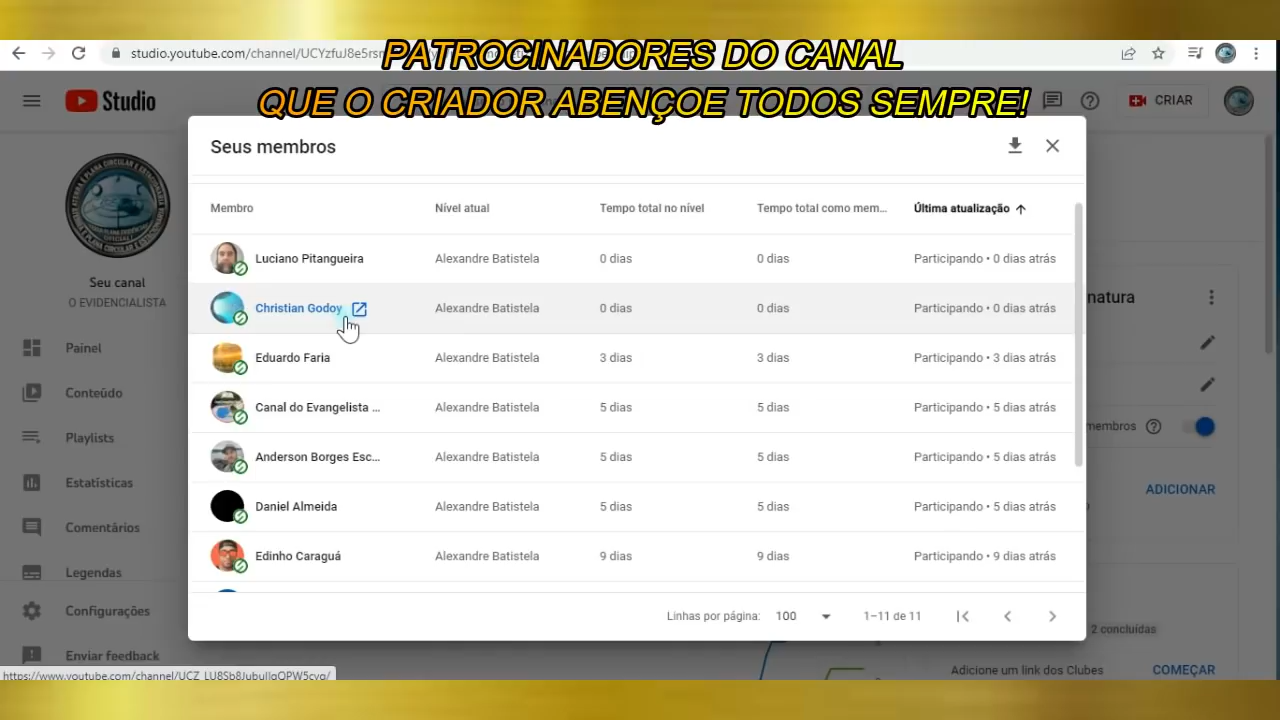 PATROCINADORES DO CANAL
QUE O CRIADOR ABENÇOE TODOS SEMPRE!
studio.youtube.com/channel/UCYzfuJ8e5rsr
Studio
CRIAR
Seus membros
Membro
Nível atual
Tempo total no nível
Tempo total como mem...
Última atualização
Luciano Pitangueira
Alexandre Batistela
0 dias
0 dias
Participando • 0 dias atrás
Christian Godoy
Alexandre Batistela
0 dias
0 dias
Participando • 0 dias atrás
Eduardo Faria
Alexandre Batistela
3 dias
3 dias
Participando • 3 dias atrás
Canal do Evangelista ...
Alexandre Batistela
5 dias
5 dias
Participando • 5 dias atrás
Anderson Borges Esc...
Alexandre Batistela
5 dias
5 dias
Participando • 5 dias atrás
Daniel Almeida
Alexandre Batistela
5 dias
5 dias
Participando • 5 dias atrás
Edinho Caraguá
Alexandre Batistela
9 dias
9 dias
Participando • 9 dias atrás
Linhas por página:
100
1–11 de 11
Seu canal
O EVIDENCIALISTA
Painel
Conteúdo
Playlists
Estatísticas
Comentários
Legendas
Configurações
Enviar feedback
natura
membros
ADICIONAR
2 concluídas
Adicione um link dos Clubes
COMEÇAR